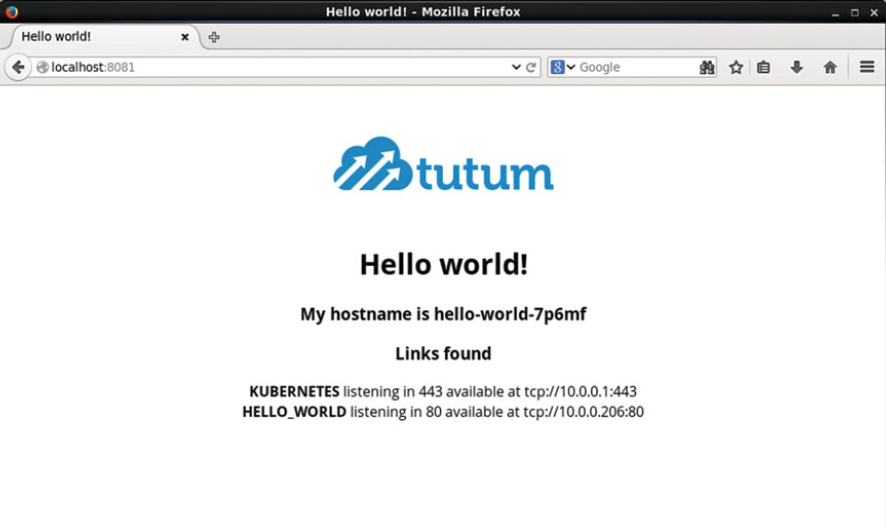 Hello world! - Mozilla Firefox
Hello world!
localhost:8081
8 Google
tutum
Hello world!
My hostname is hello-world-7p6mf
Links found
KUBERNETES listening in 443 available at tcp://10.0.0.1:443
HELLO_WORLD listening in 80 available at tcp://10.0.0.206:80